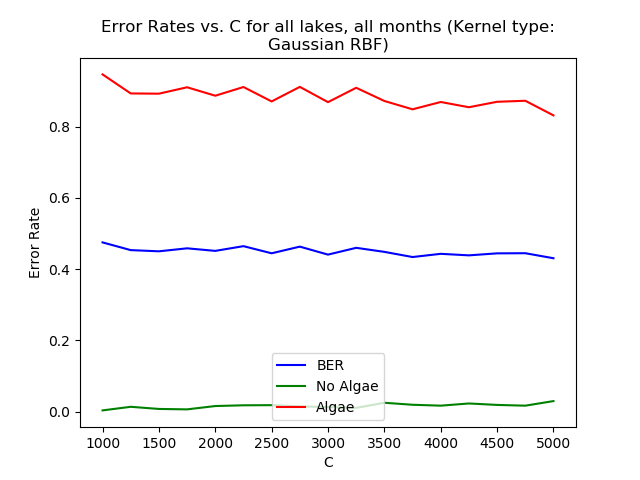 Error Rates vs. C for all lakes, all months (Kernel type:
Gaussian RBF)
Error Rate
0.8
0.6
0.4
0.2
0.0
BER
No Algae
Algae
1000 1500 2000 2500 3000 3500 4000 4500 5000
C